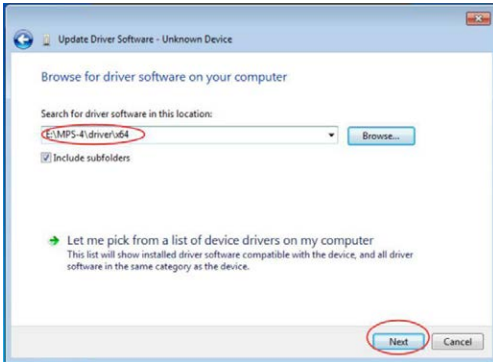 Update Driver Software - Unknown Device
Browse for driver software on your computer
Search for driver software in this location:
E:\MPS-4\driver\x64
Browse...
Include subfolders
Let me pick from a list of device drivers on my computer
This list will show installed driver software compatible with the device, and all driver
software in the same category as the device.
Next
Cancel